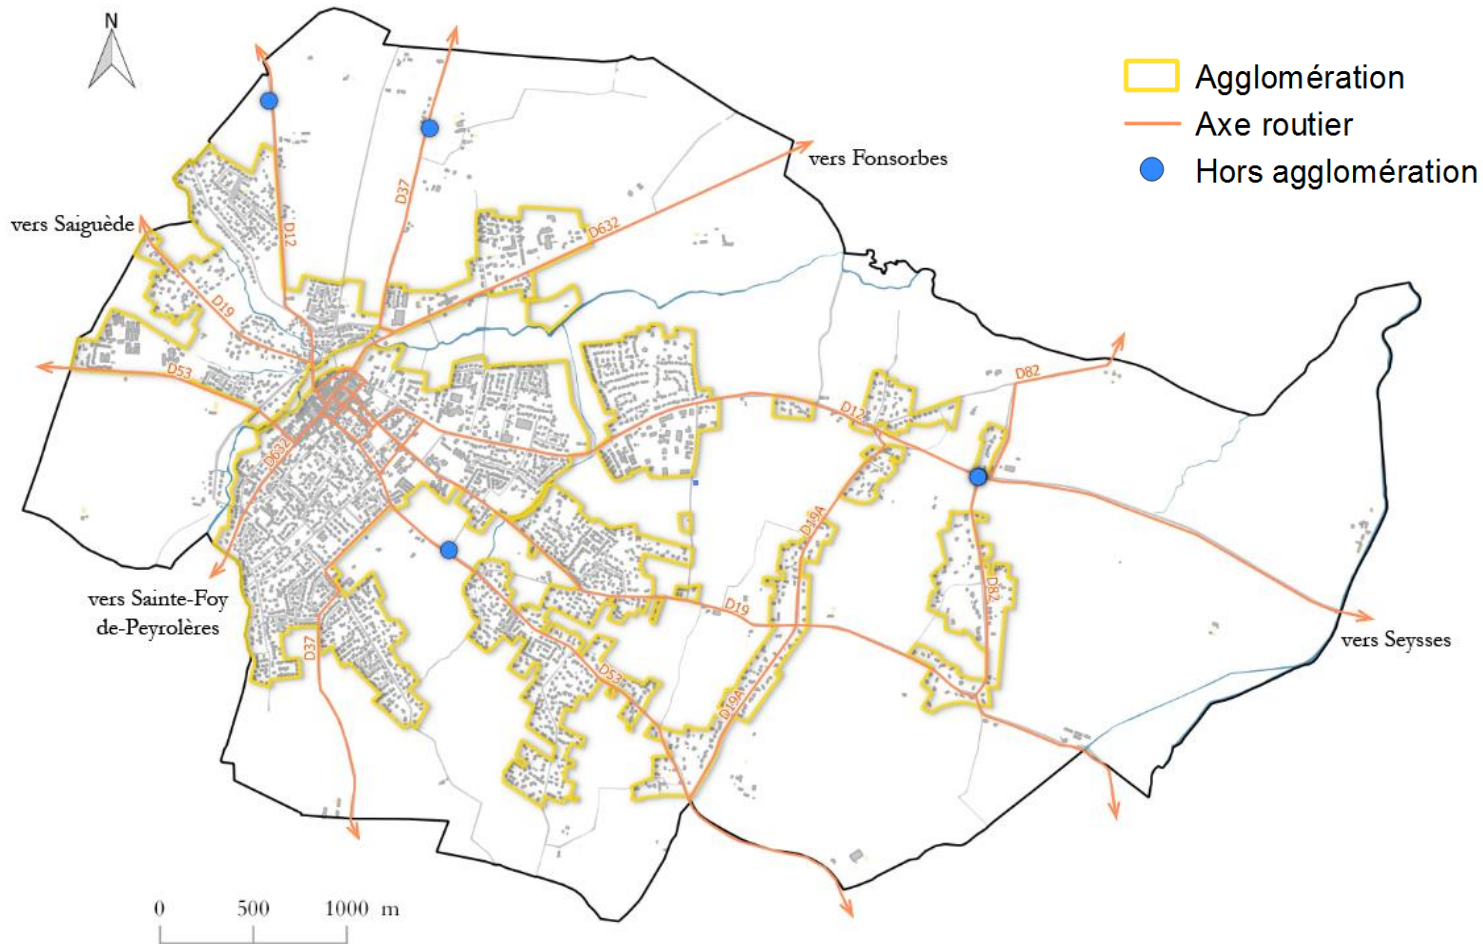 N
Agglomération
Axe routier
Hors agglomération
vers Fonsorbes
D37
vers Saiguède
D12
D632
D19
D53
D82
D12
D632
D19A
D82
vers Sainte-Foy
de-Peyrolères
D19
D37
D53
vers Seysses
D19A
0 500 1000 m